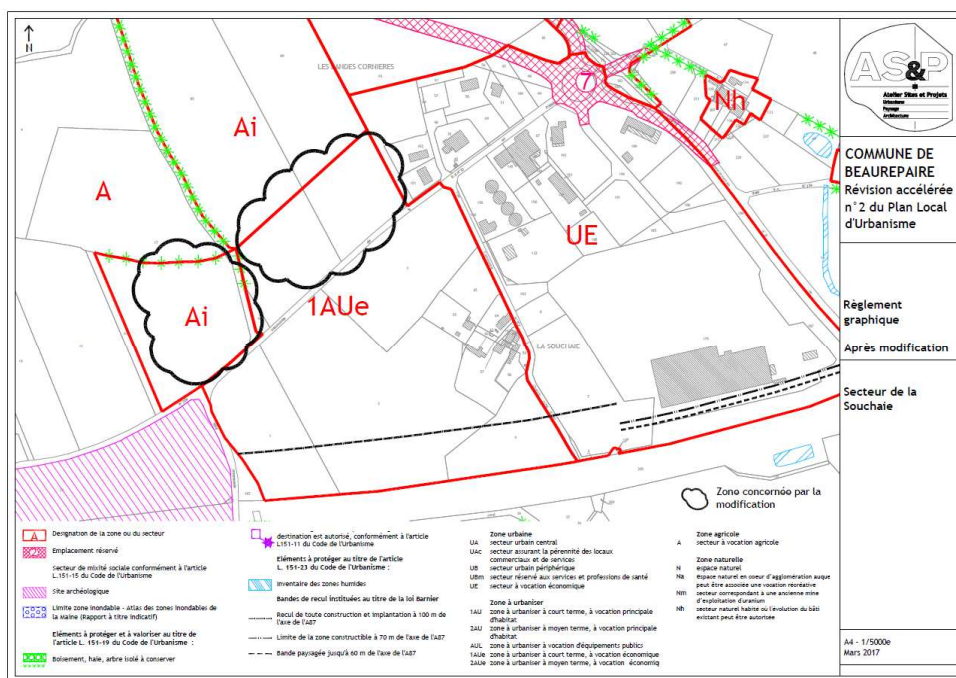 N
LES LANDES CORNIERES
Ai
A
Ai
1AUe
UE
Nh
7
LA SOUCHAIE
AS&P
Atelier Sites et Projets
Urbanisme
Paysage
Architecture
COMMUNE DE
BEAUREPAIRE
Révision accélérée
n°2 du Plan Local
d'Urbanisme
Règlement
graphique
Après modification
Secteur de la
Souchaie
A4 - 1/5000e
Mars 2017
Zone concernée par la
modification
A
Désignation de la zone ou du secteur
Emplacement réservé
Secteur de mixité sociale conformément à l'article
L.151-15 du Code de l'Urbanisme
Site archéologique
Limite zone inondable - Atlas des zones inondables de
la Maine (Rapport à titre indicatif)
Eléments à protéger et à valoriser au titre de
l'article L. 151-19 du Code de l'Urbanisme :
Boisement, haie, arbre isolé à conserver
destination est autorisé, conformément à l'article
L151-11 du Code de l'Urbanisme
Eléments à protéger au titre de l'article
L. 151-23 du Code de l'Urbanisme :
Inventaire des zones humides
Bandes de recul instituées au titre de la loi Barnier
Recul de toute construction et implantation à 100 m de
l'axe de l'A87
Limite de la zone constructible à 70 m de l'axe de l'A87
Bande paysagée jusqu'à 60 m de l'axe de l'A87
Zone urbaine
UA secteur urbain central
UAc secteur assurant la pérennité des locaux
commerciaux et de services
UB secteur urbain périphérique
UBm secteur réservé aux services et professions de santé
UE secteur à vocation économique
Zone à urbaniser
1AU zone à urbaniser à court terme, à vocation principale
d'habitat
2AU zone à urbaniser à moyen terme, à vocation principale
d'habitat
AUL zone à urbaniser à vocation d'équipements publics
1AUe zone à urbaniser à court terme, à vocation économique
2AUe zone à urbaniser à moyen terme, à vocation économiq
Zone agricole
A secteur à vocation agricole
Zone naturelle
N espace naturel
Na espace naturel en coeur d'agglomération auque
peut être associée une vocation récréative
Nm secteur correspondant à une ancienne mine
d'exploitation d'uranium
Nh secteur naturel habité où l'évolution du bâti
existant peut être autorisée